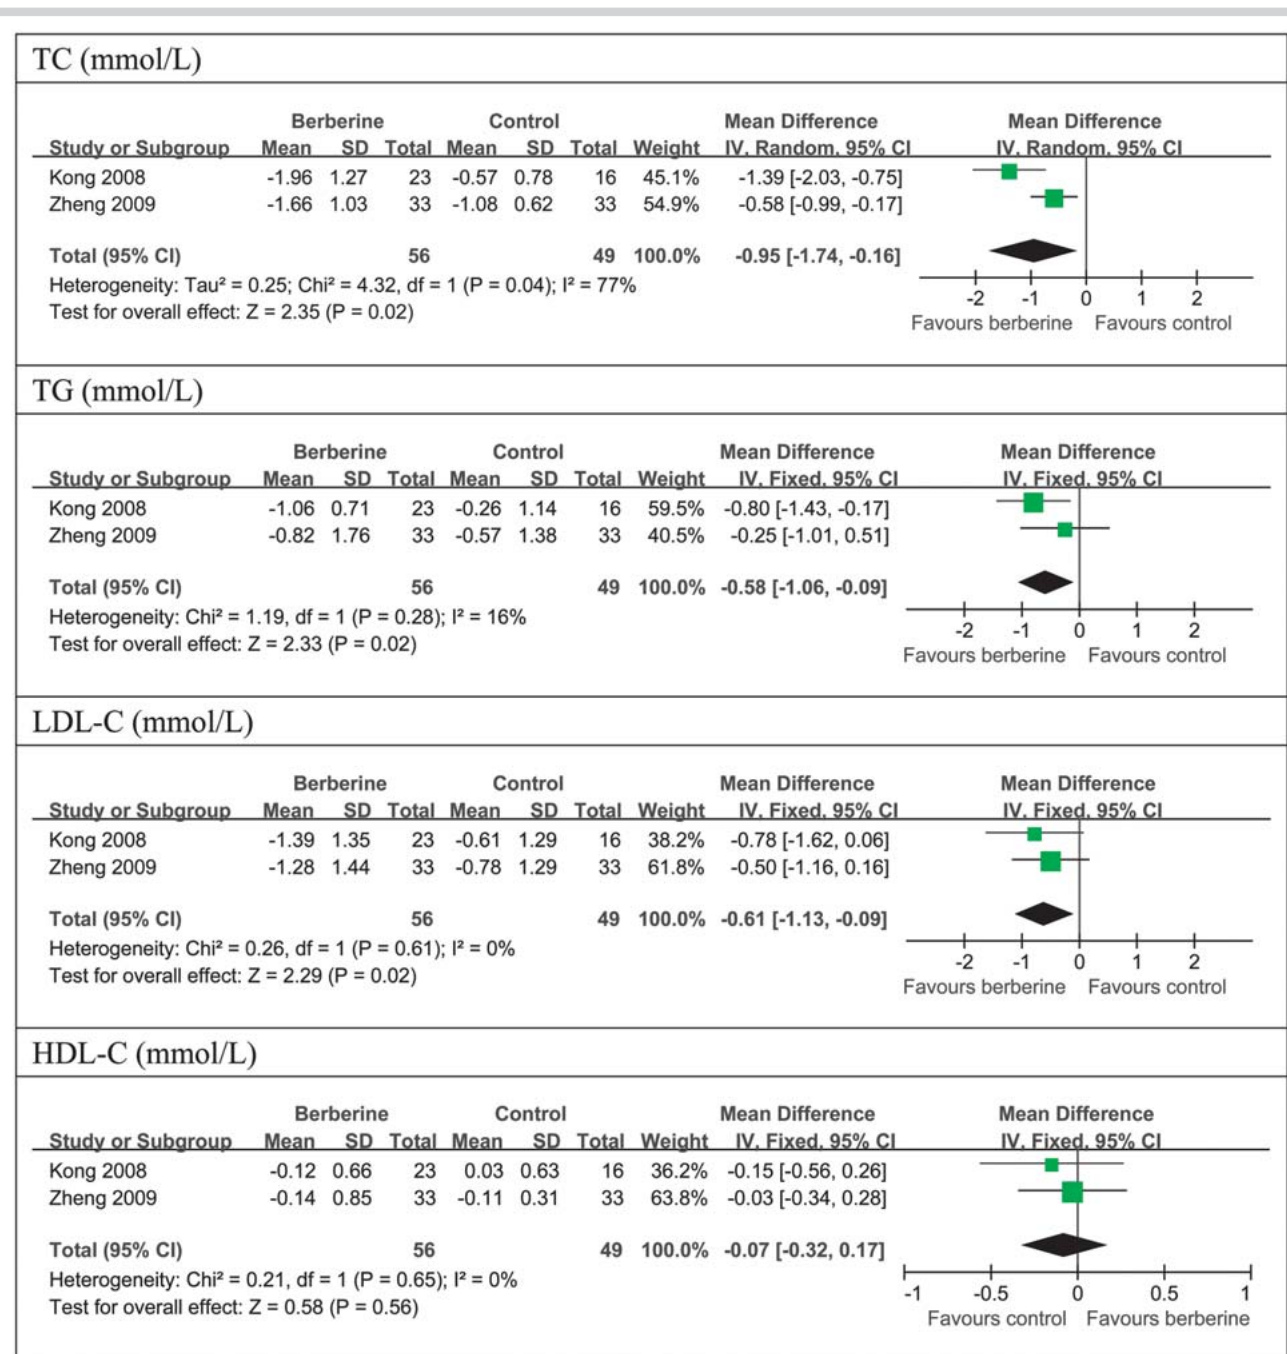 TC (mmol/L)
Berberine Control Mean Difference Mean Difference
Study or Subgroup Mean SD Total Mean SD Total Weight IV, Random, 95% CI IV, Random, 95% CI
Kong 2008 -1.96 1.27 23 -0.57 0.78 16 45.1% -1.39 [-2.03, -0.75]
Zheng 2009 -1.66 1.03 33 -1.08 0.62 33 54.9% -0.58 [-0.99, -0.17]
Total (95% CI) 56 49 100.0% -0.95 [-1.74, -0.16]
Heterogeneity: Tau² = 0.25; Chi² = 4.32, df = 1 (P = 0.04); I² = 77%
Test for overall effect: Z = 2.35 (P = 0.02)
-2 -1 0 1 2
Favours berberine Favours control
TG (mmol/L)
Berberine Control Mean Difference Mean Difference
Study or Subgroup Mean SD Total Mean SD Total Weight IV, Fixed, 95% CI IV, Fixed, 95% CI
Kong 2008 -1.06 0.71 23 -0.26 1.14 16 59.5% -0.80 [-1.43, -0.17]
Zheng 2009 -0.82 1.76 33 -0.57 1.38 33 40.5% -0.25 [-1.01, 0.51]
Total (95% CI) 56 49 100.0% -0.58 [-1.06, -0.09]
Heterogeneity: Chi² = 1.19, df = 1 (P = 0.28); I² = 16%
Test for overall effect: Z = 2.33 (P = 0.02)
-2 -1 0 1 2
Favours berberine Favours control
LDL-C (mmol/L)
Berberine Control Mean Difference Mean Difference
Study or Subgroup Mean SD Total Mean SD Total Weight IV, Fixed, 95% CI IV, Fixed, 95% CI
Kong 2008 -1.39 1.35 23 -0.61 1.29 16 38.2% -0.78 [-1.62, 0.06]
Zheng 2009 -1.28 1.44 33 -0.78 1.29 33 61.8% -0.50 [-1.16, 0.16]
Total (95% CI) 56 49 100.0% -0.61 [-1.13, -0.09]
Heterogeneity: Chi² = 0.26, df = 1 (P = 0.61); I² = 0%
Test for overall effect: Z = 2.29 (P = 0.02)
-2 -1 0 1 2
Favours berberine Favours control
HDL-C (mmol/L)
Berberine Control Mean Difference Mean Difference
Study or Subgroup Mean SD Total Mean SD Total Weight IV, Fixed, 95% CI IV, Fixed, 95% CI
Kong 2008 -0.12 0.66 23 0.03 0.63 16 36.2% -0.15 [-0.56, 0.26]
Zheng 2009 -0.14 0.85 33 -0.11 0.31 33 63.8% -0.03 [-0.34, 0.28]
Total (95% CI) 56 49 100.0% -0.07 [-0.32, 0.17]
Heterogeneity: Chi² = 0.21, df = 1 (P = 0.65); I² = 0%
Test for overall effect: Z = 0.58 (P = 0.56)
-1 -0.5 0 0.5 1
Favours control Favours berberine